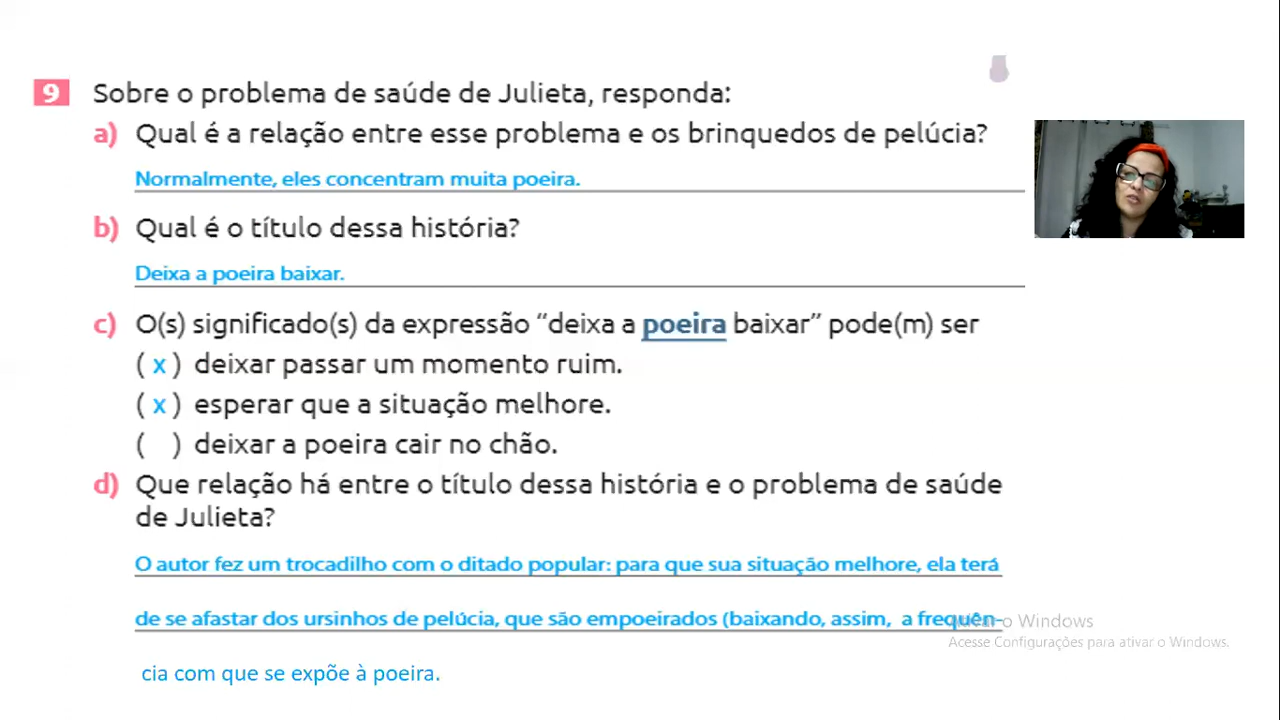 9 Sobre o problema de saúde de Julieta, responda:
a) Qual é a relação entre esse problema e os brinquedos de pelúcia?
Normalmente, eles concentram muita poeira.
b) Qual é o título dessa história?
Deixa a poeira baixar.
c) O(s) significado(s) da expressão “deixa a poeira baixar” pode(m) ser
( x ) deixar passar um momento ruim.
( x ) esperar que a situação melhore.
( ) deixar a poeira cair no chão.
d) Que relação há entre o título dessa história e o problema de saúde
de Julieta?
O autor fez um trocadilho com o ditado popular: para que sua situação melhore, ela terá
de se afastar dos ursinhos de pelúcia, que são empoeirados (baixando, assim, a frequên-
Ativar o Windows
Acesse Configurações para ativar o Windows.
cia com que se expõe à poeira.